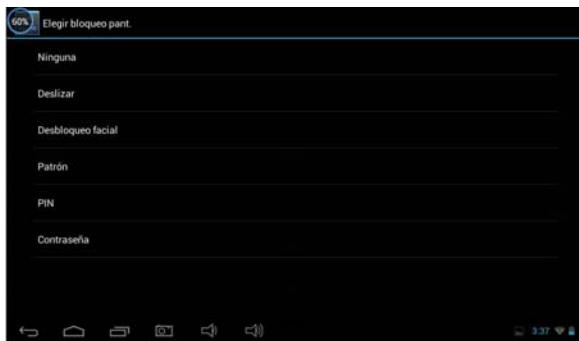 60%
Elegir bloqueo pant.
Ninguna
Deslizar
Desbloqueo facial
Patrón
PIN
Contraseña
3:37